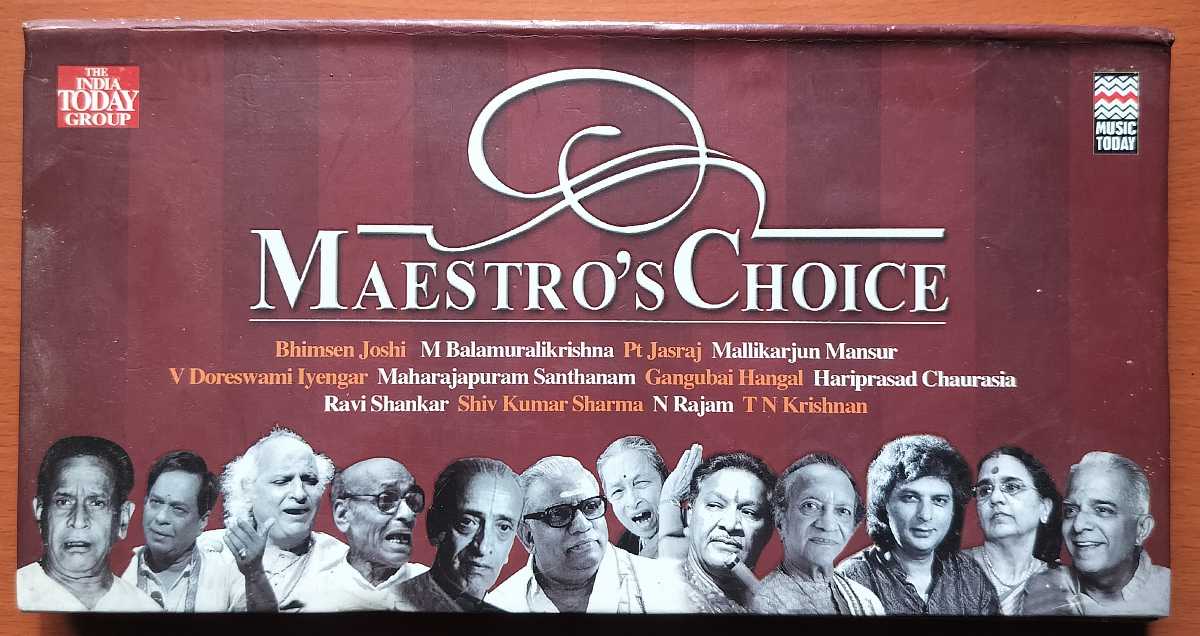 THE
INDIA
TODAY
GROUP
MUSIC
TODAY
MAESTRO'S CHOICE
Bhimsen Joshi M Balamuralikrishna Pt Jasraj Mallikarjun Mansur
V Doreswami Iyengar Maharajapuram Santhanam Gangubai Hangal Hariprasad Chaurasia
Ravi Shankar Shiv Kumar Sharma N Rajam T N Krishnan